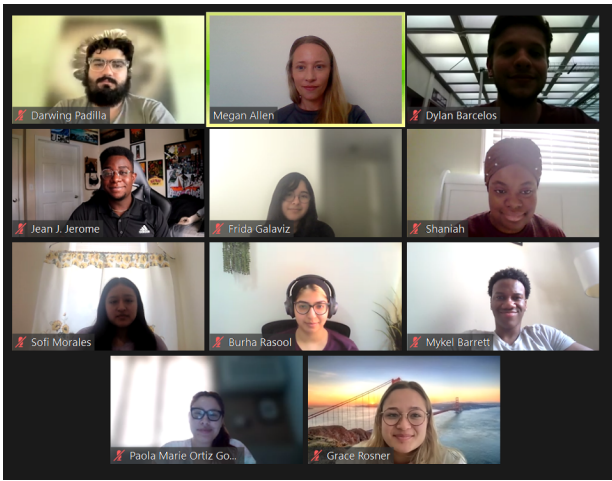 Darwing Padilla
Megan Allen
Dylan Barcelos
Jean J. Jerome
Frida Galaviz
Shaniah
Sofi Morales
Burha Rasool
Mykel Barrett
Paola Marie Ortiz Go...
Grace Rosner